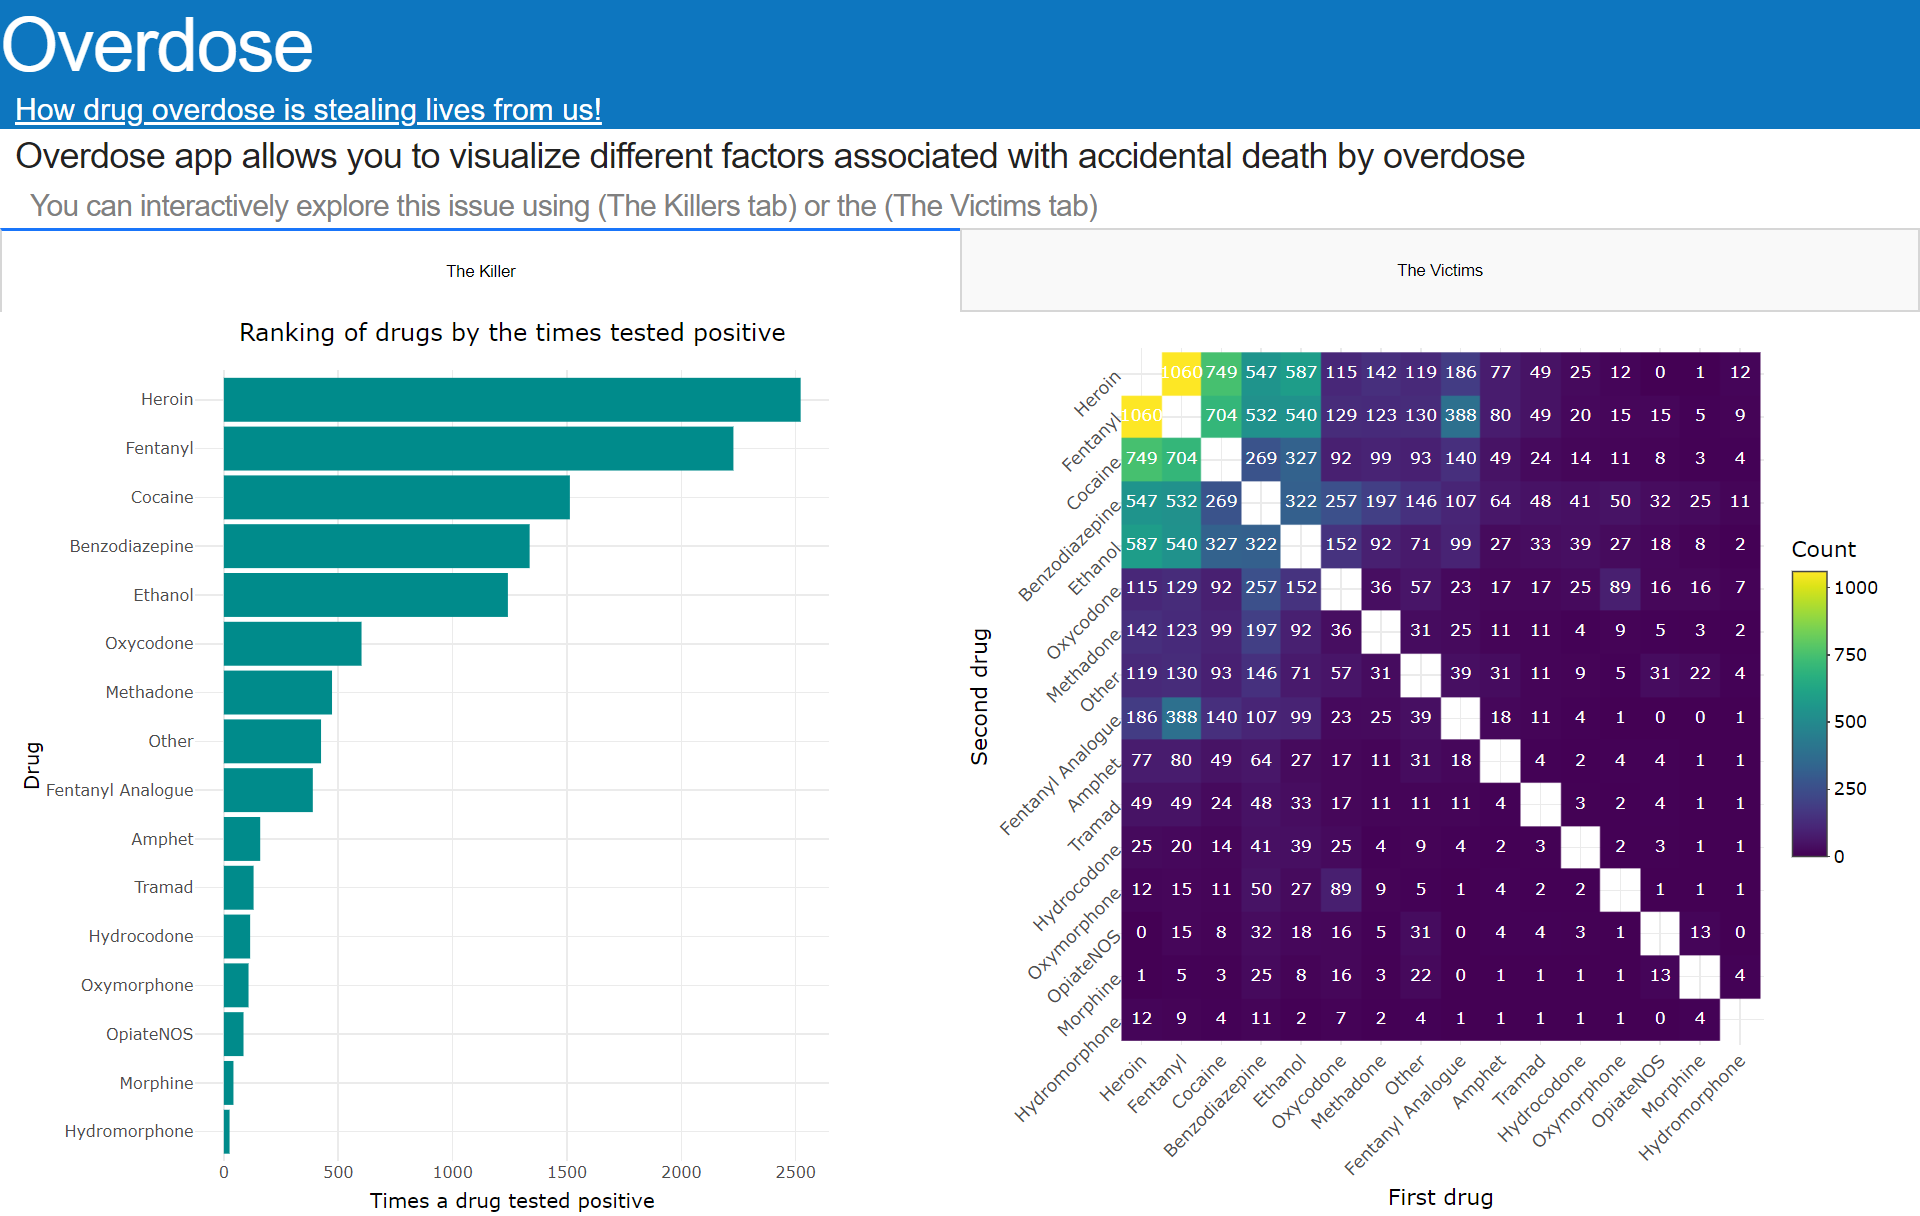 Overdose
How drug overdose is stealing lives from us!
Overdose app allows you to visualize different factors associated with accidental death by overdose
You can interactively explore this issue using (The Killers tab) or the (The Victims tab)
The Killer
The Victims
Ranking of drugs by the times tested positive
Drug
Heroin
Fentanyl
Cocaine
Benzodiazepine
Ethanol
Oxycodone
Methadone
Other
Fentanyl Analogue
Amphet
Tramad
Hydrocodone
Oxymorphone
OpiateNOS
Morphine
Hydromorphone
0 500 1000 1500 2000 2500
Times a drug tested positive
Second drug
Heroin 1060 749 547 587 115 142 119 186 77 49 25 12 0 1 12
Fentanyl 1060 704 532 540 129 123 130 388 80 49 20 15 15 5 9
Cocaine 749 704 269 327 92 99 93 140 49 24 14 11 8 3 4
Benzodiazepine 547 532 269 322 257 197 146 107 64 48 41 50 32 25 11
Ethanol 587 540 327 322 152 92 71 99 27 33 39 27 18 8 2
Oxycodone 115 129 92 257 152 36 57 23 17 17 25 89 16 16 7
Methadone 142 123 99 197 92 36 31 25 11 11 4 9 5 3 2
Other 119 130 93 146 71 57 31 39 31 11 9 5 31 22 4
Fentanyl Analogue 186 388 140 107 99 23 25 39 18 11 4 1 0 0 1
Amphet 77 80 49 64 27 17 11 31 18 4 2 4 4 1 1
Tramad 49 49 24 48 33 17 11 11 11 4 3 2 4 1 1
Hydrocodone 25 20 14 41 39 25 4 9 4 2 3 2 3 1 1
Oxymorphone 12 15 11 50 27 89 9 5 1 4 2 2 1 1 1
OpiateNOS 0 15 8 32 18 16 5 31 0 4 4 3 1 13 0
Morphine 1 5 3 25 8 16 3 22 0 1 1 1 1 13 4
Hydromorphone 12 9 4 11 2 7 2 4 1 1 1 1 1 0 4
Heroin Fentanyl Cocaine Benzodiazepine Ethanol Oxycodone Methadone Other Fentanyl Analogue Amphet Tramad Hydrocodone Oxymorphone OpiateNOS Morphine Hydromorphone
First drug
Count
1000
750
500
250
0